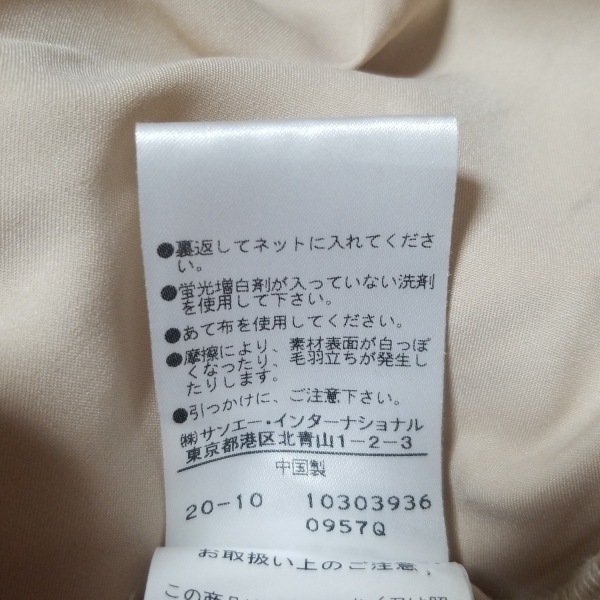 ●裏返してネットに入れてくださ
い。
●蛍光増白剤が入っていない洗剤
を使用して下さい。
●あて布を使用してください。
●摩擦により、素材表面が白っぽ
くなったり、毛羽立ちが発生し
たりします。
●引っかけに、ご注意下さい。
㈱サンエー・インターナショナル
東京都港区北青山1-2-3
中国製
20-10 10303936
0957Q
お取扱い上のご注意
この商品